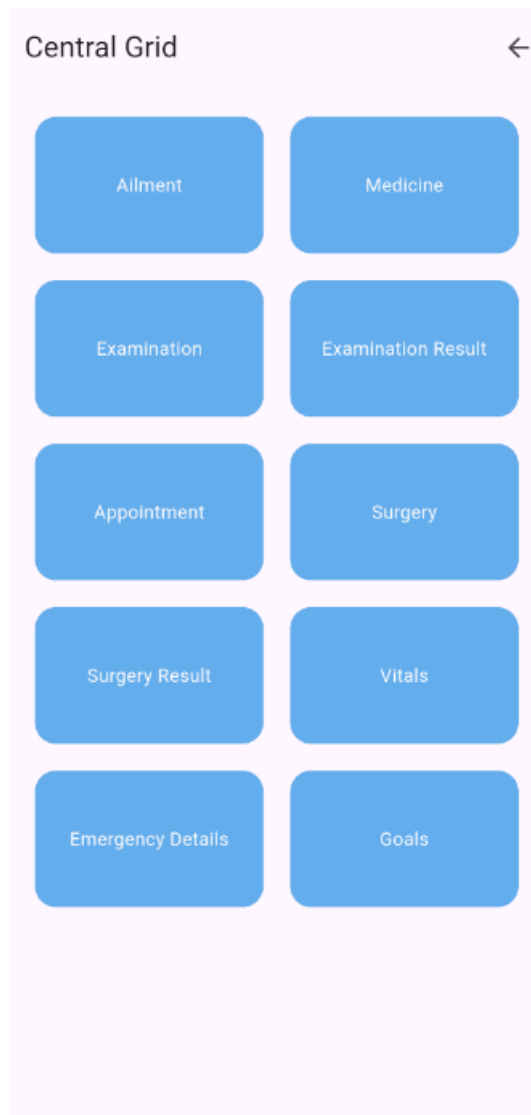 Central Grid
Ailment
Medicine
Examination
Examination Result
Appointment
Surgery
Surgery Result
Vitals
Emergency Details
Goals